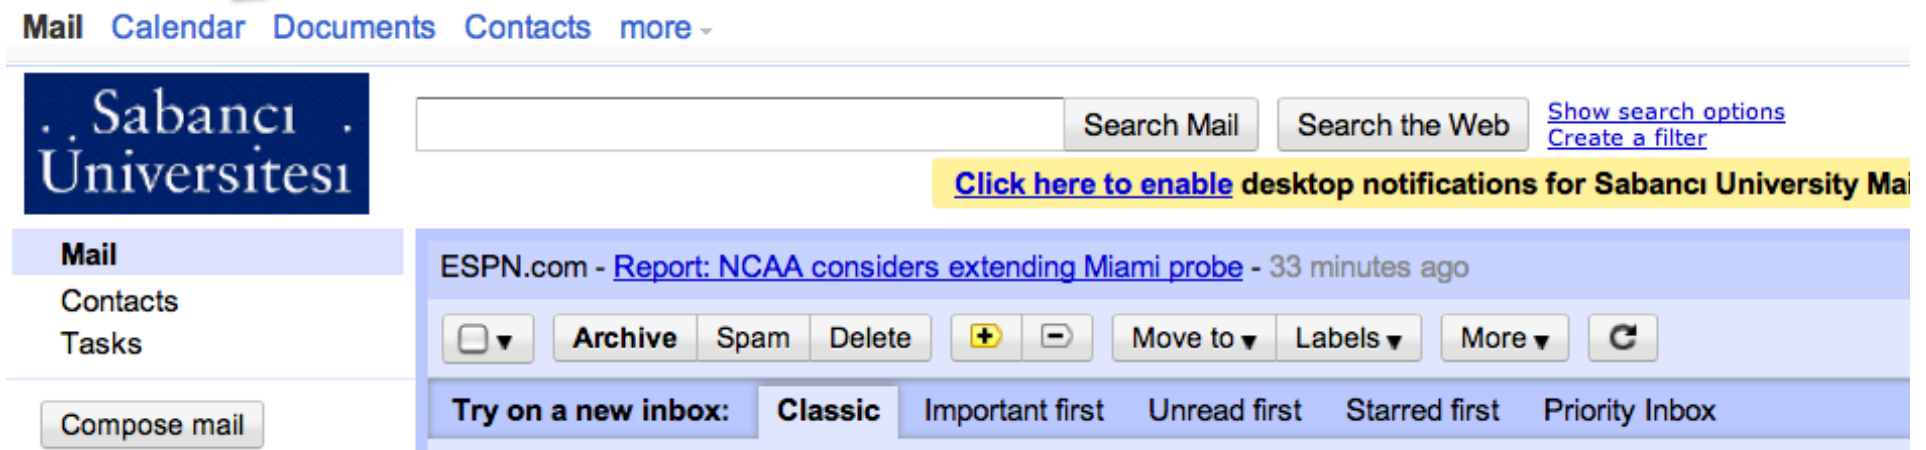 Mail Calendar Documents Contacts more
Sabancı
Üniversitesi
Search Mail Search the Web Show search options
Create a filter
Click here to enable desktop notifications for Sabancı University Mai
Mail
Contacts
Tasks
Compose mail
ESPN.com - Report: NCAA considers extending Miami probe - 33 minutes ago
Archive Spam Delete Move to Labels More
Try on a new inbox: Classic Important first Unread first Starred first Priority Inbox